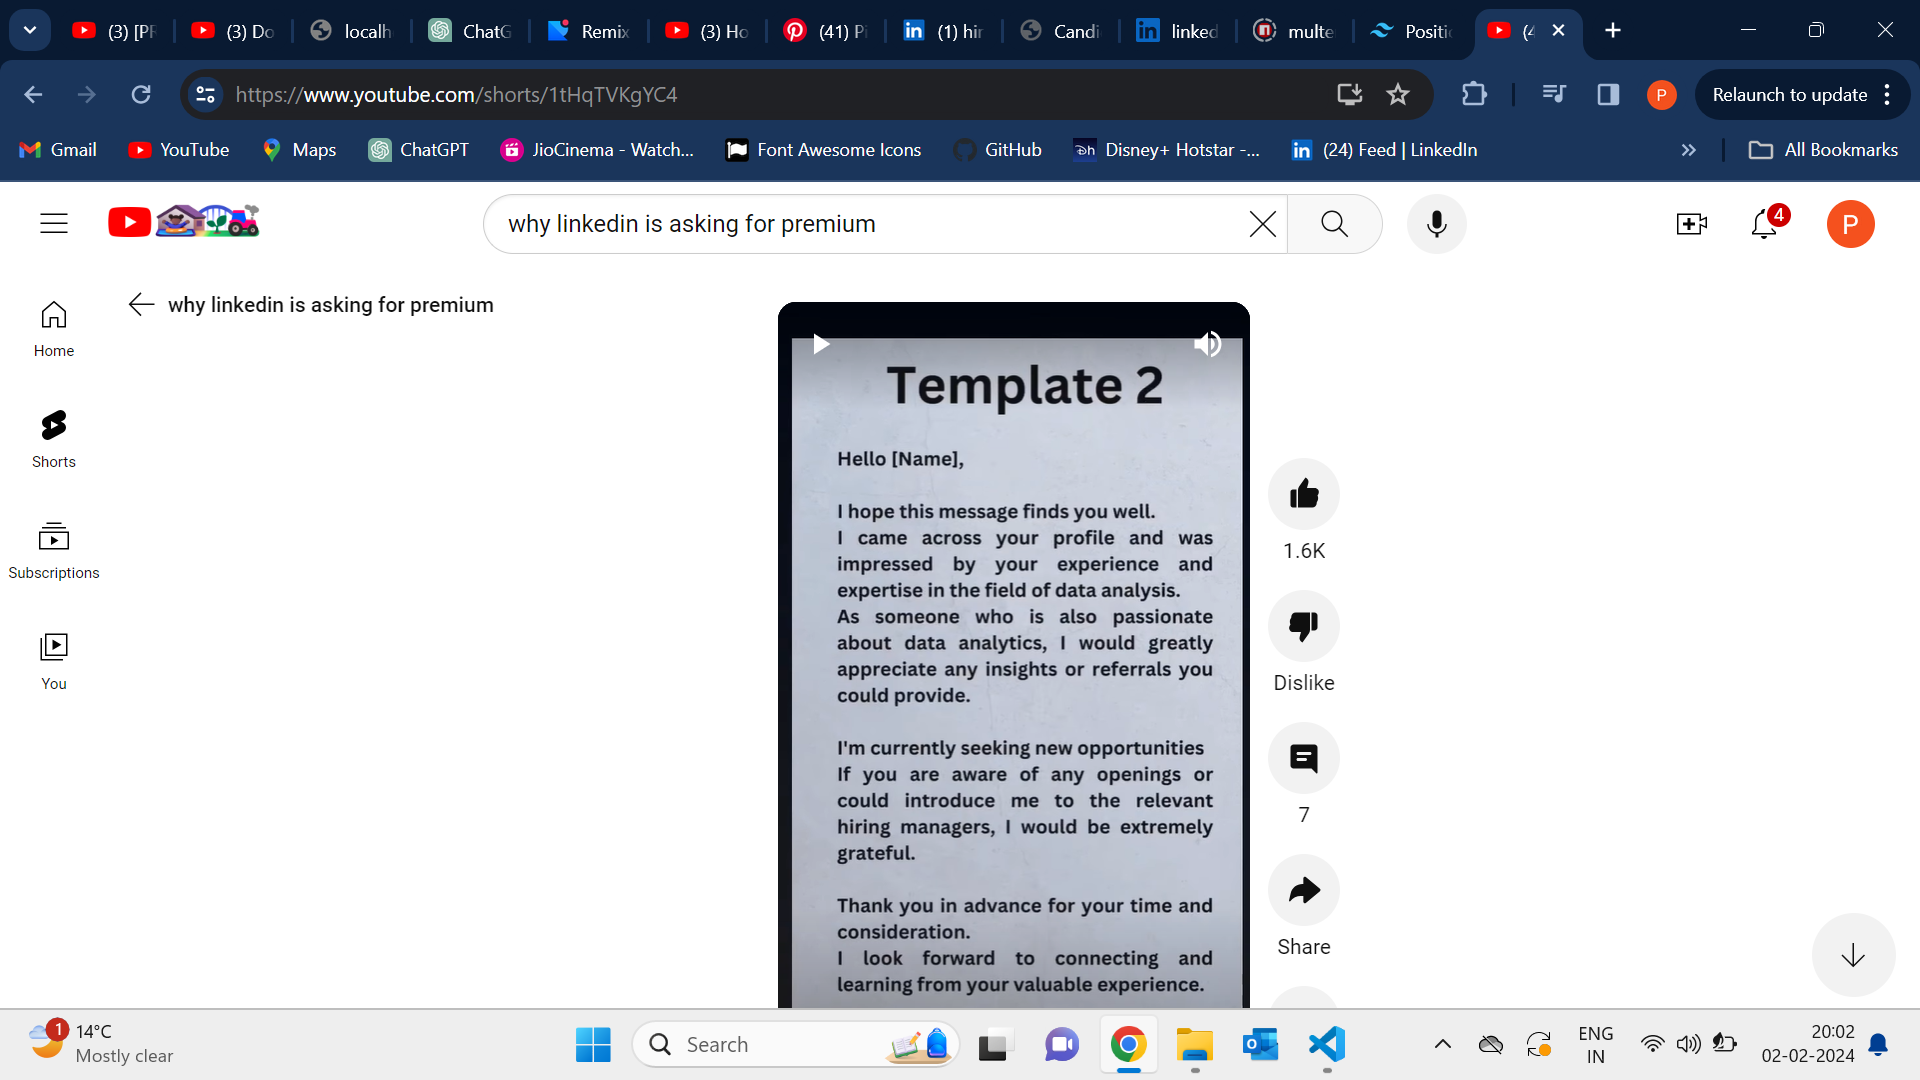 (3) [PR
(3) Do
localh
ChatG
Remix
(3) Ho
(41) Pi
(1) hir
Candi
linked
multe
Positio
(4
https://www.youtube.com/shorts/1tHqTVKgYC4
P
Relaunch to update
Gmail
YouTube
Maps
ChatGPT
JioCinema - Watch...
Font Awesome Icons
GitHub
Disney+ Hotstar -...
(24) Feed | LinkedIn
All Bookmarks
why linkedin is asking for premium
4
P
why linkedin is asking for premium
Home
Shorts
Subscriptions
You
Template 2
Hello [Name],
I hope this message finds you well.
I came across your profile and was
impressed by your experience and
expertise in the field of data analysis.
As someone who is also passionate
about data analytics, I would greatly
appreciate any insights or referrals you
could provide.
I'm currently seeking new opportunities
If you are aware of any openings or
could introduce me to the relevant
hiring managers, I would be extremely
grateful.
Thank you in advance for your time and
consideration.
I look forward to connecting and
learning from your valuable experience.
1.6K
Dislike
7
Share
1
14°C
Mostly clear
Search
ENG
IN
20:02
02-02-2024